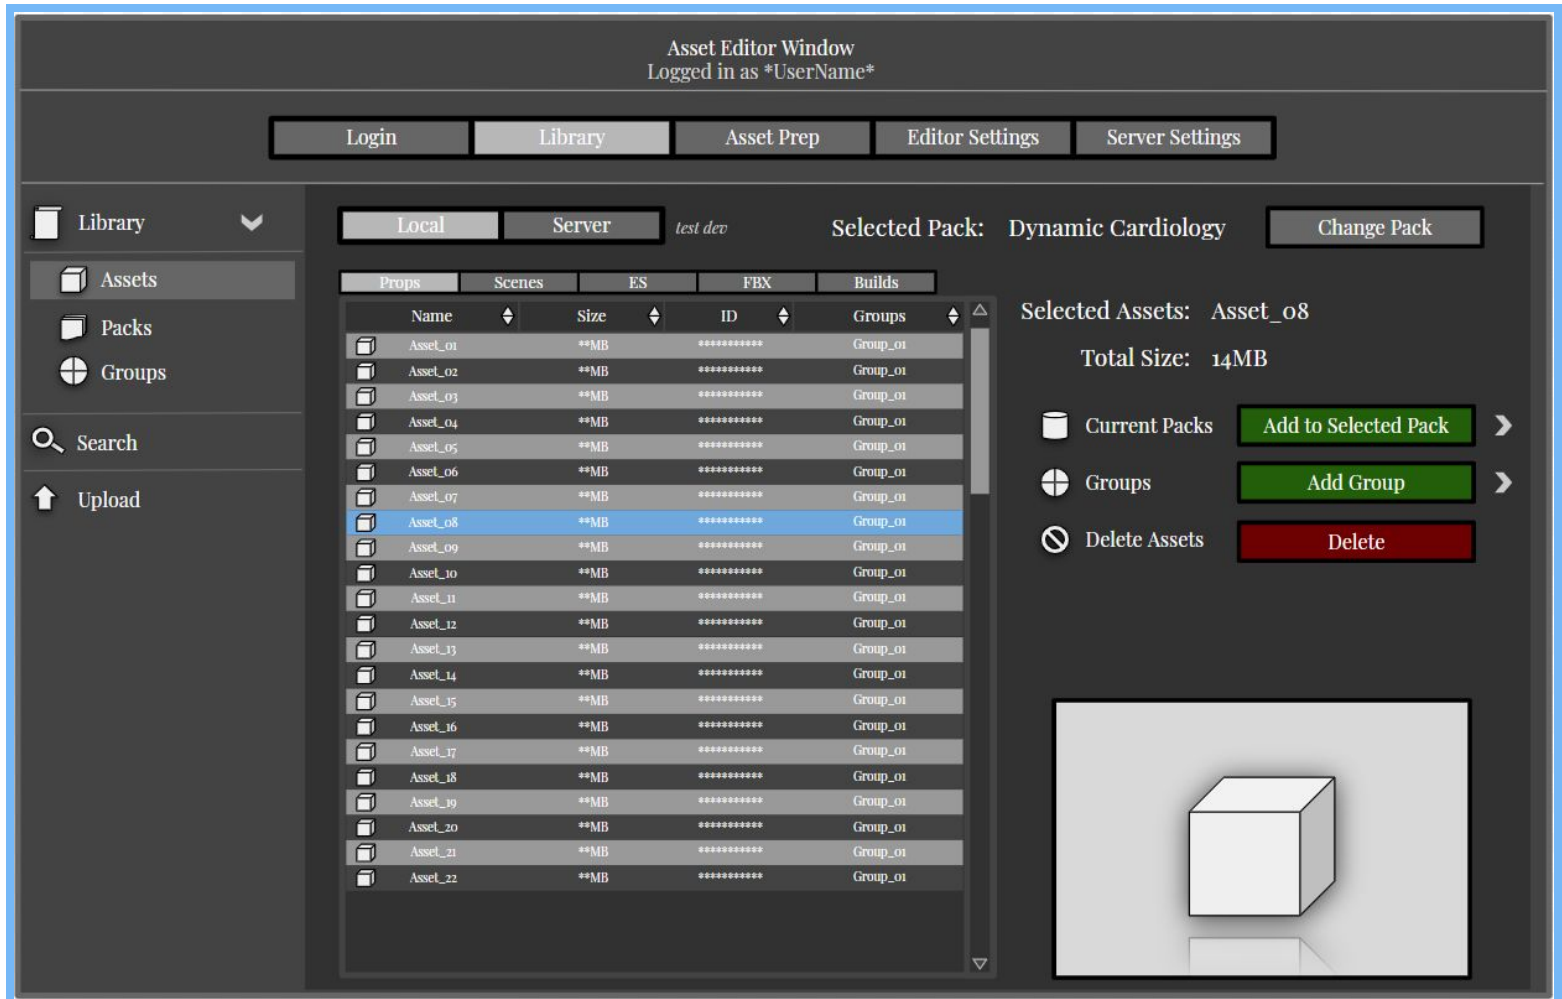 Asset Editor Window
Logged in as *UserName*
Login Library Asset Prep Editor Settings Server Settings
Library
Assets
Packs
Groups
Search
Upload
Local Server test dev Selected Pack: Dynamic Cardiology Change Pack
Props Scenes ES FBX Builds
Name Size ID Groups
Asset_01 **MB *********** Group_01
Asset_02 **MB *********** Group_01
Asset_03 **MB *********** Group_01
Asset_04 **MB *********** Group_01
Asset_05 **MB *********** Group_01
Asset_06 **MB *********** Group_01
Asset_07 **MB *********** Group_01
Asset_08 **MB *********** Group_01
Asset_09 **MB *********** Group_01
Asset_10 **MB *********** Group_01
Asset_11 **MB *********** Group_01
Asset_12 **MB *********** Group_01
Asset_13 **MB *********** Group_01
Asset_14 **MB *********** Group_01
Asset_15 **MB *********** Group_01
Asset_16 **MB *********** Group_01
Asset_17 **MB *********** Group_01
Asset_18 **MB *********** Group_01
Asset_19 **MB *********** Group_01
Asset_20 **MB *********** Group_01
Asset_21 **MB *********** Group_01
Asset_22 **MB *********** Group_01
Selected Assets: Asset_08
Total Size: 14MB
Current Packs Add to Selected Pack
Groups Add Group
Delete Assets Delete